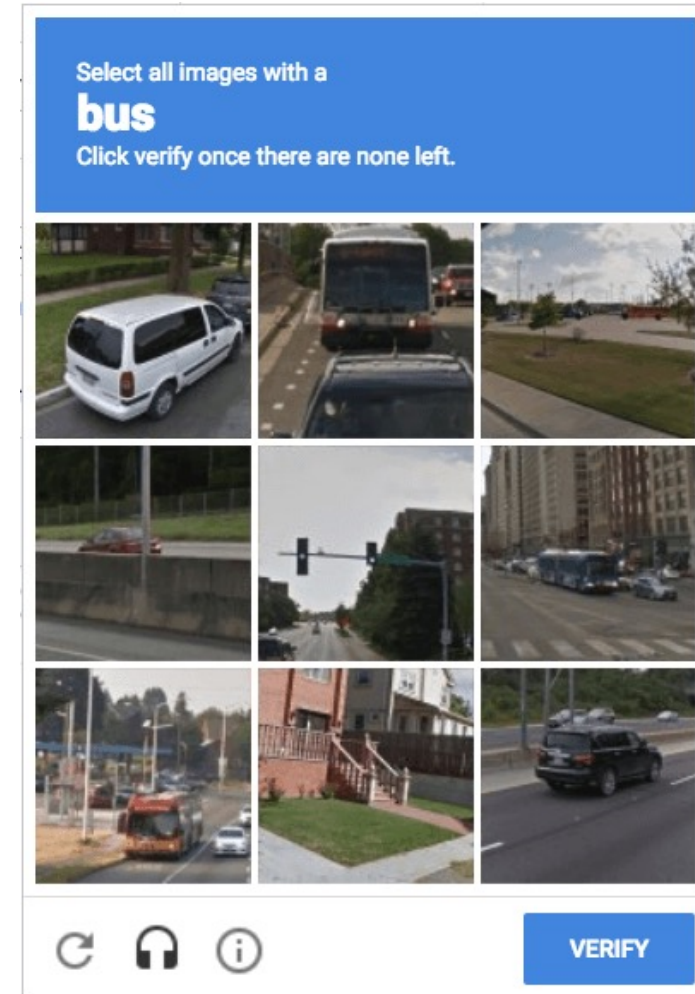 Select all images with a
bus
Click verify once there are none left.
VERIFY